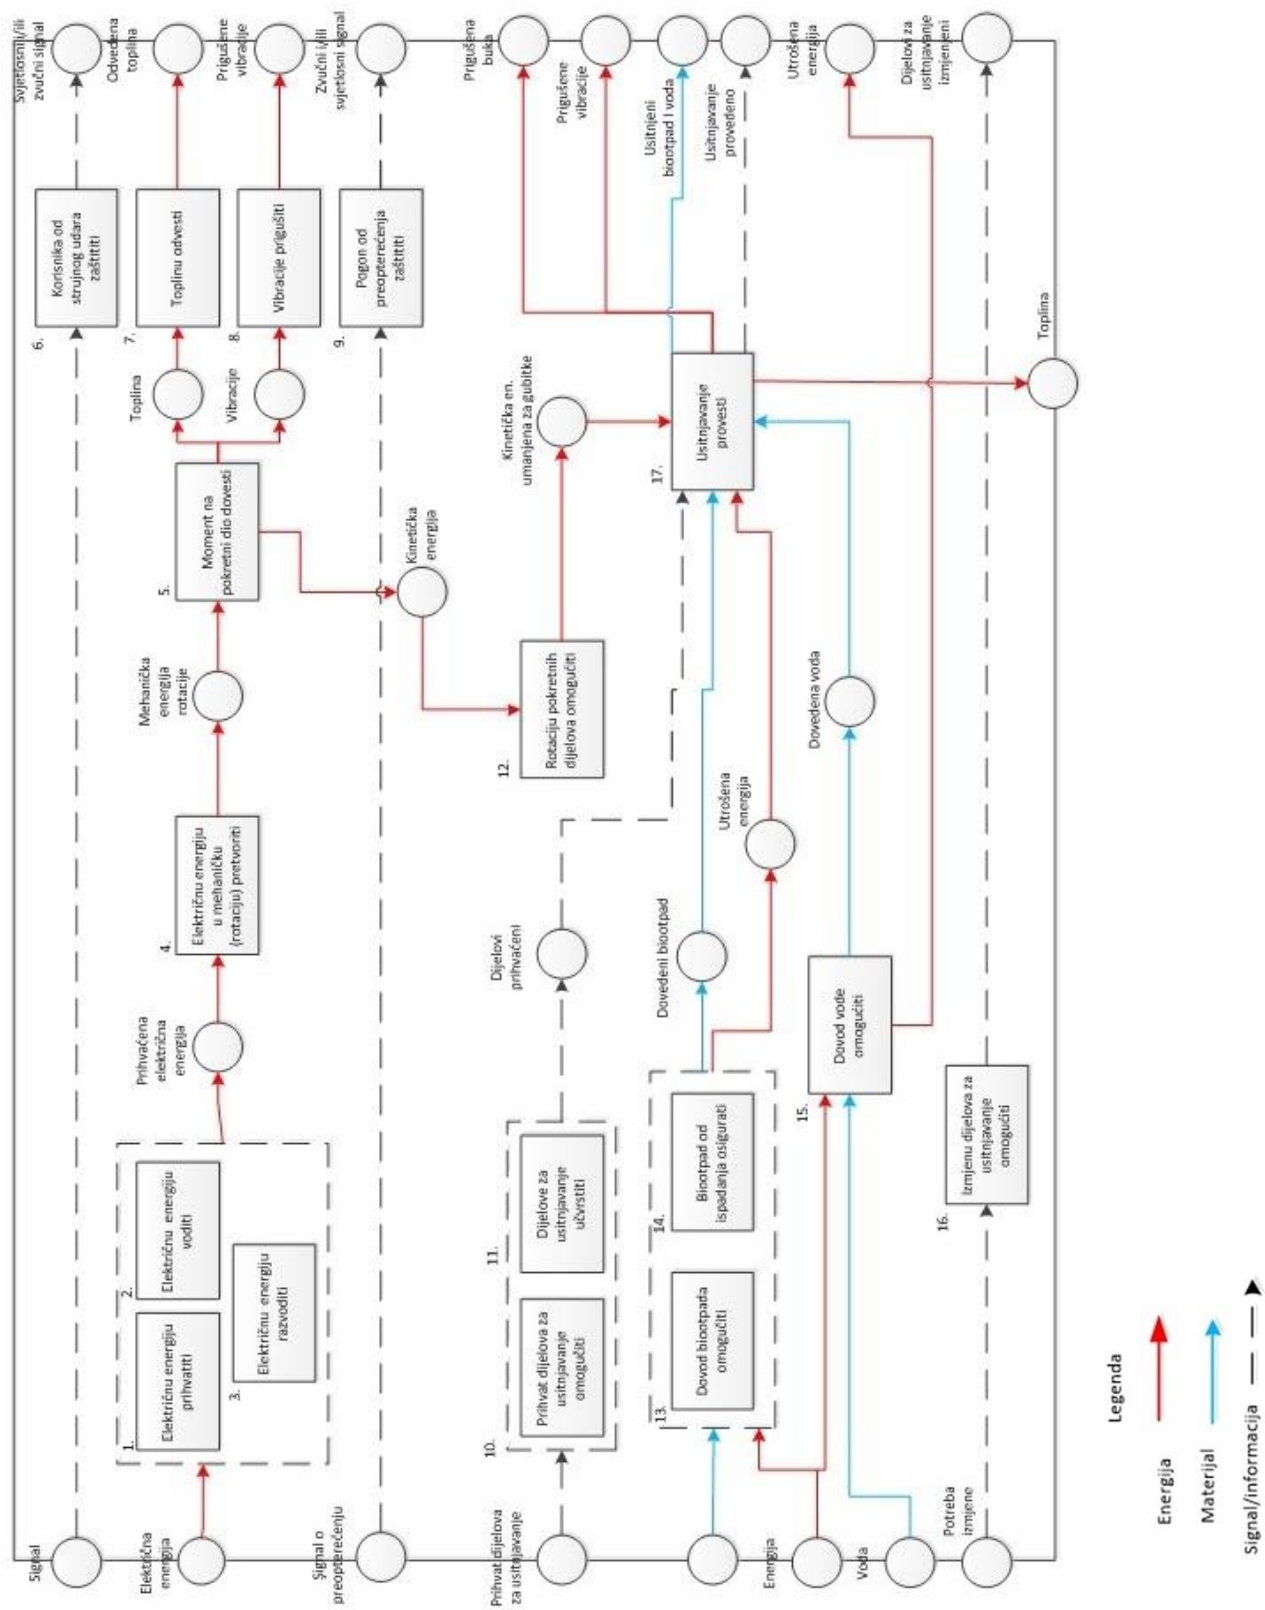 Signal
6.
Korisnika od
strujnog udara
zaštititi
Svjetlosni i/ili
zvučni signal
Električna
energija
1.
Električnu energiju
prihvatiti
2.
Električnu energiju
voditi
3.
Električnu energiju
razvoditi
Prihvaćena
električna
energija
4.
Električnu energiju
u mehaničku
(rotaciju) pretvoriti
Mehanička
energija
rotacije
5.
Moment na
pokretni dio dovesti
Toplina
7.
Toplinu odvesti
Odvedena
toplina
Vibracije
8.
Vibracije prigušiti
Prigušene
vibracije
Signal o
preopterećenju
9.
Pogon od
preopterećenja
zaštititi
Zvučni i/ili
svjetlosni signal
Kinetička
energija
12.
Rotaciju pokretnih
dijelova omogućiti
Kinetička en.
umanjena za gubitke
Prihvat dijelova
za usitnjavanje
10.
Prihvat dijelova za
usitnjavanje
omogućiti
11.
Dijelove za
usitnjavanje
učvrstiti
Dijelovi
prihvaćeni
17.
Usitnjavanje
provesti
Prigušena
buka
Prigušene
vibracije
Usitnjeni
biootpad I voda
Usitnjavanje
provedeno
13.
Dovod biootpada
omogućiti
14.
Biootpad od
ispadanja osigurati
Dovedeni biootpad
Utrošena
energija
Energija
Voda
15.
Dovod vode
omogućiti
Dovedena voda
Utrošena
energija
Potreba
izmjene
16.
Izmjenu dijelova za
usitnjavanje
omogućiti
Dijelovi za
usitnjavanje
izmjenjeni
Toplina
Legenda
Energija
Materijal
Signal/informacija